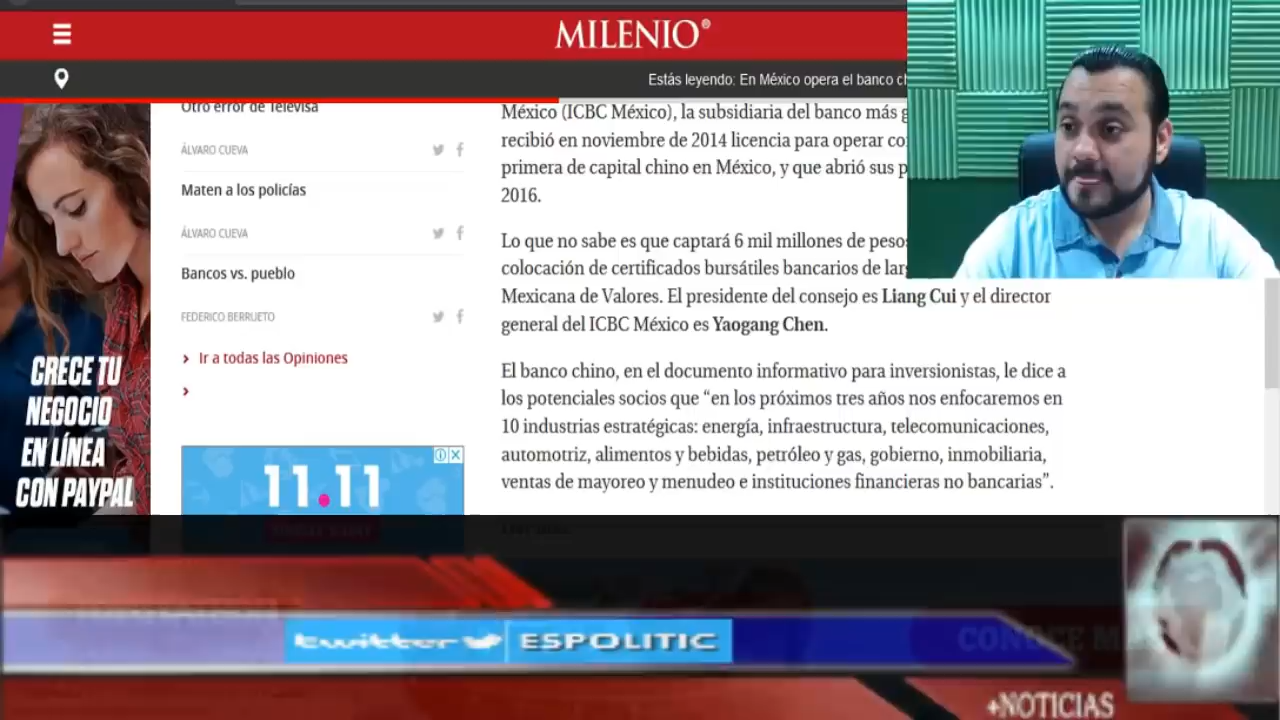 MILENIO®
Estás leyendo: En México opera el banco
Otro error de Televisa
ÁLVARO CUEVA
Maten a los policías
ÁLVARO CUEVA
Bancos vs. pueblo
FEDERICO BERRUETO
Ir a todas las Opiniones
México (ICBC México), la subsidiaria del banco más
recibió en noviembre de 2014 licencia para operar
primera de capital chino en México, y que abrió sus
2016.
Lo que no sabe es que captará 6 mil millones de pesos
colocación de certificados bursátiles bancarios de
Mexicana de Valores. El presidente del consejo es Liang Cui y el director
general del ICBC México es Yaogang Chen.
El banco chino, en el documento informativo para inversionistas, le dice a
los potenciales socios que “en los próximos tres años nos enfocaremos en
10 industrias estratégicas: energía, infraestructura, telecomunicaciones,
automotriz, alimentos y bebidas, petróleo y gas, gobierno, inmobiliaria,
ventas de mayoreo y menudeo e instituciones financieras no bancarias”.
CRECE TU
NEGOCIO
EN LÍNEA
CON PAYPAL
11.11
twitter ESPOLITIC
+NOTICIAS